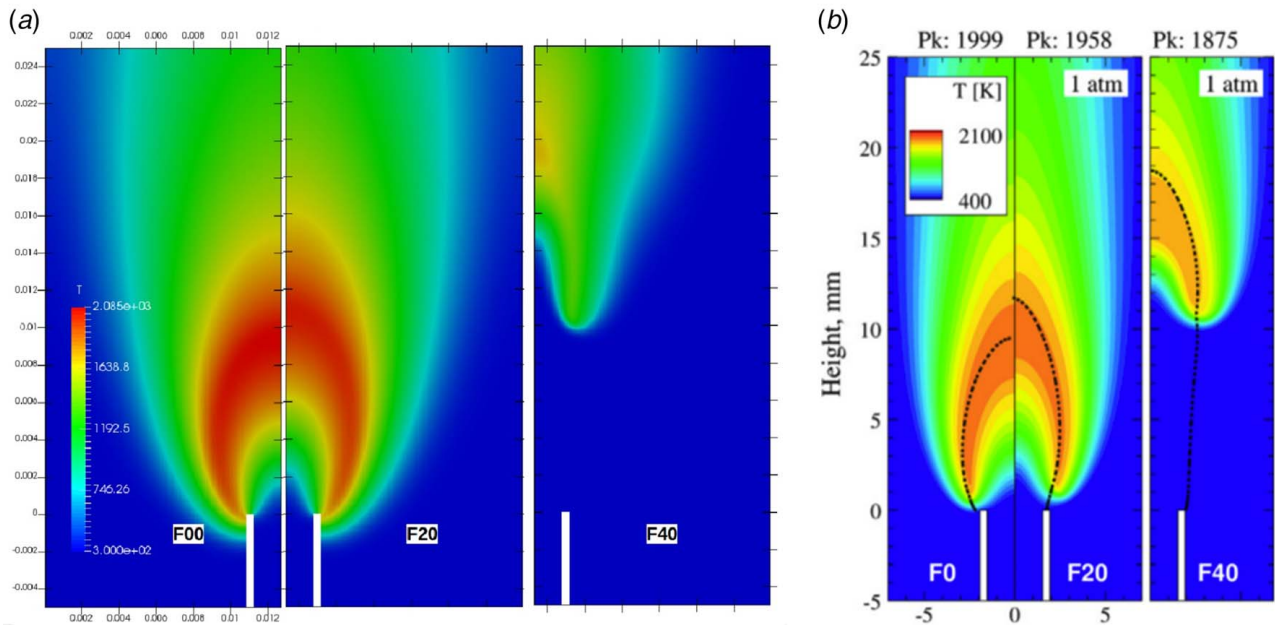 (a)
0.002 0.004 0.006 0.008 0.01 0.012
0.024
0.022
0.02
0.018
0.016
0.014
0.012
0.01
0.008
0.006
0.004
0.002
0
-0.002
-0.004
T
2.085e+03
1638.8
1192.5
746.26
3.000e+02
F00
F20
F40
0.002 0.004 0.006 0.008 0.01 0.012
(b)
Pk: 1999 Pk: 1958 Pk: 1875
T [K]
2100
400
1 atm
1 atm
Height, mm
25
20
15
10
5
0
-5
F0
F20
F40
-5 0 5